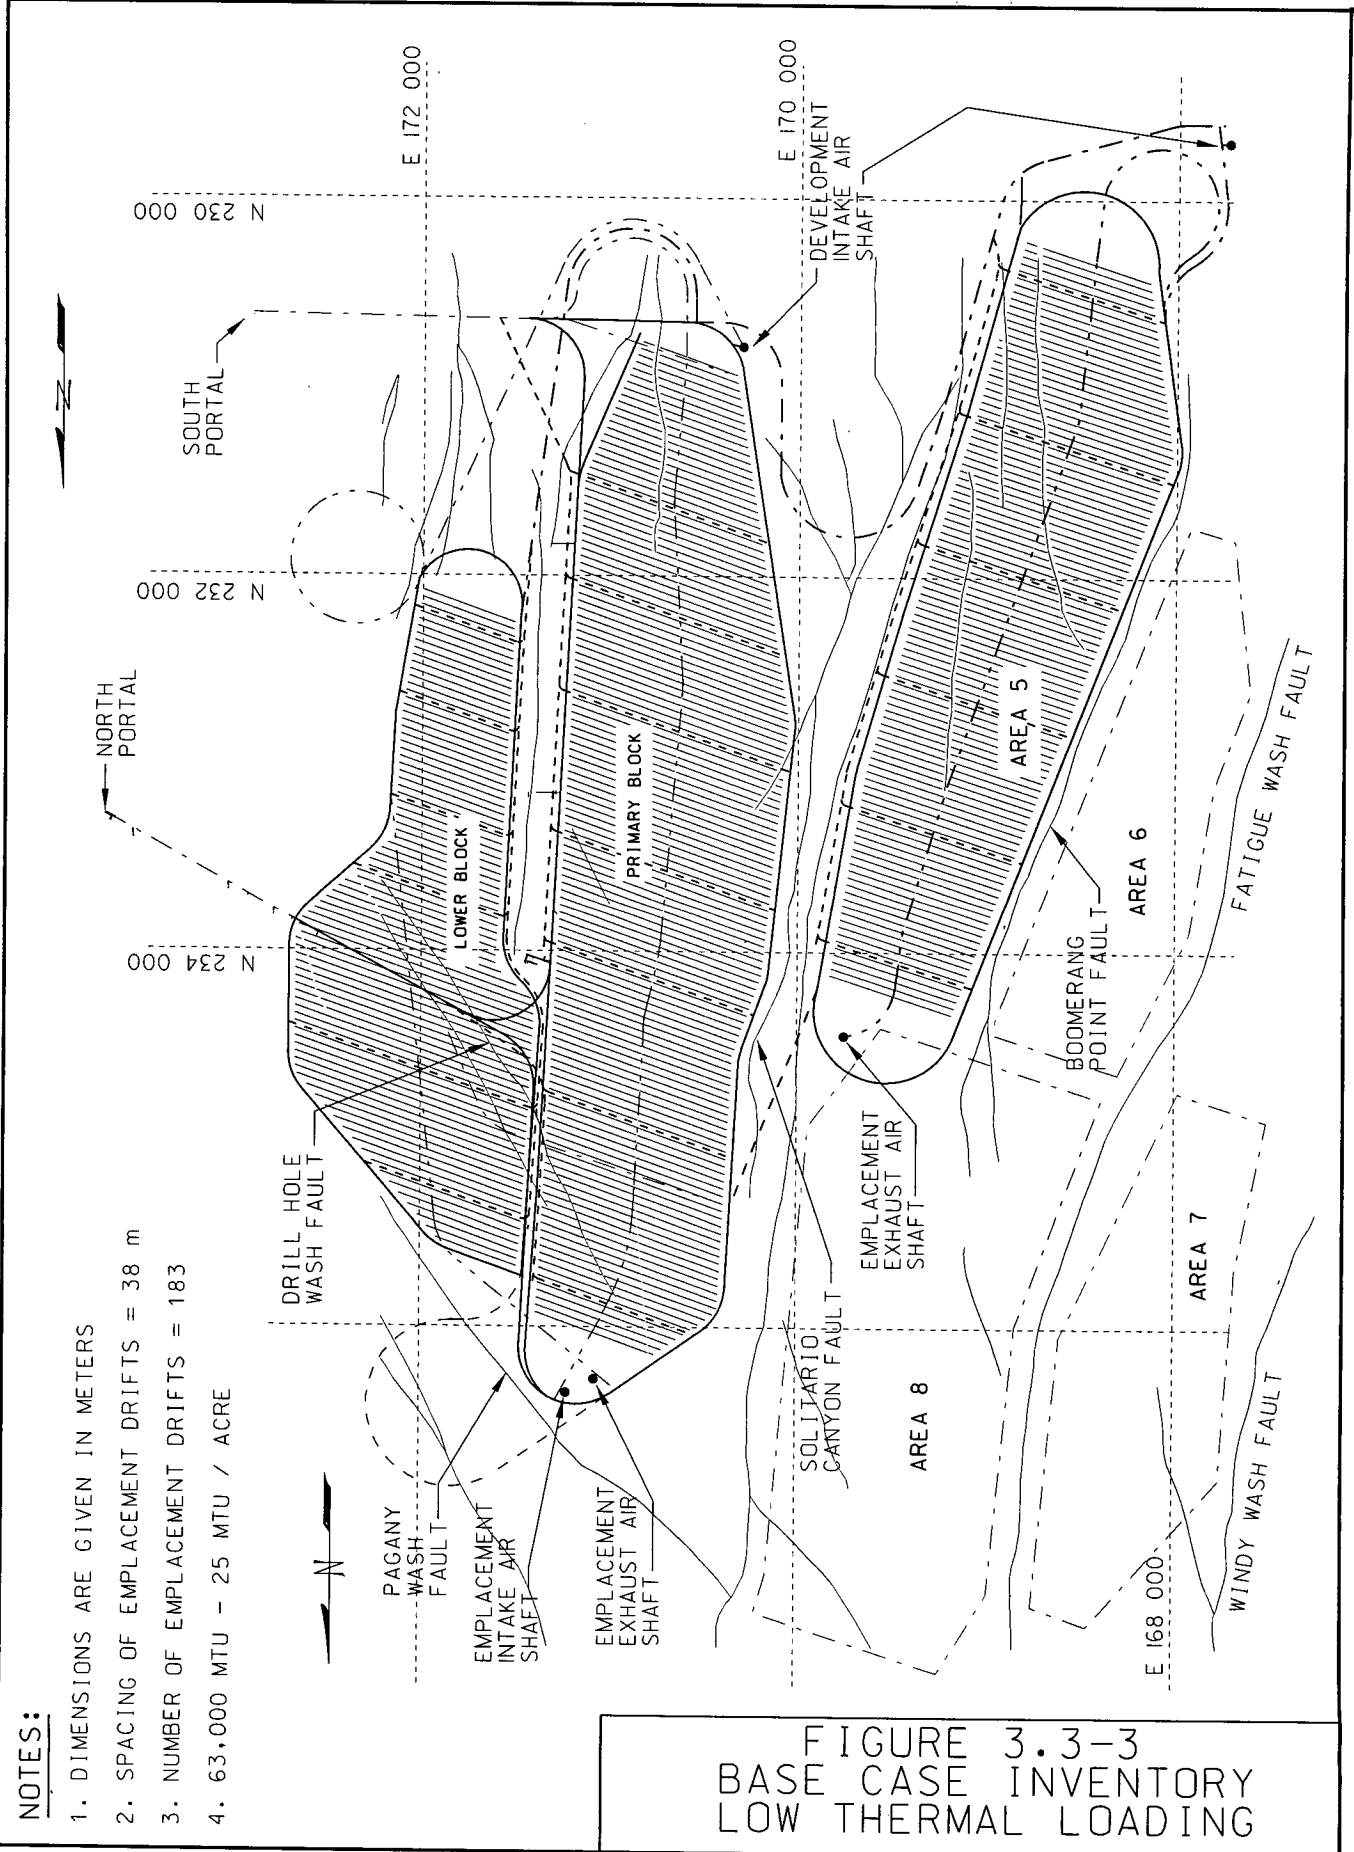 NOTES:
1. DIMENSIONS ARE GIVEN IN METERS
2. SPACING OF EMPLACEMENT DRIFTS = 38 m
3. NUMBER OF EMPLACEMENT DRIFTS = 183
4. 63,000 MTU - 25 MTU / ACRE
N
N
NORTH
PORTAL
SOUTH
PORTAL
N 234 000
N 232 000
N 230 000
E 172 000
E 170 000
E 168 000
DRILL HOLE
WASH FAULT
PAGANY
WASH
FAULT
EMPLACEMENT
INTAKE AIR
SHAFT
EMPLACEMENT
EXHAUST AIR
SHAFT
LOWER BLOCK
PRIMARY BLOCK
DEVELOPMENT
INTAKE AIR
SHAFT
SOLITARIO
CANYON FAULT
EMPLACEMENT
EXHAUST AIR
SHAFT
AREA 5
BOOMERANG
POINT FAULT
AREA 6
FATIGUE WASH FAULT
AREA 8
AREA 7
WINDY WASH FAULT
FIGURE 3.3-3
BASE CASE INVENTORY
LOW THERMAL LOADING